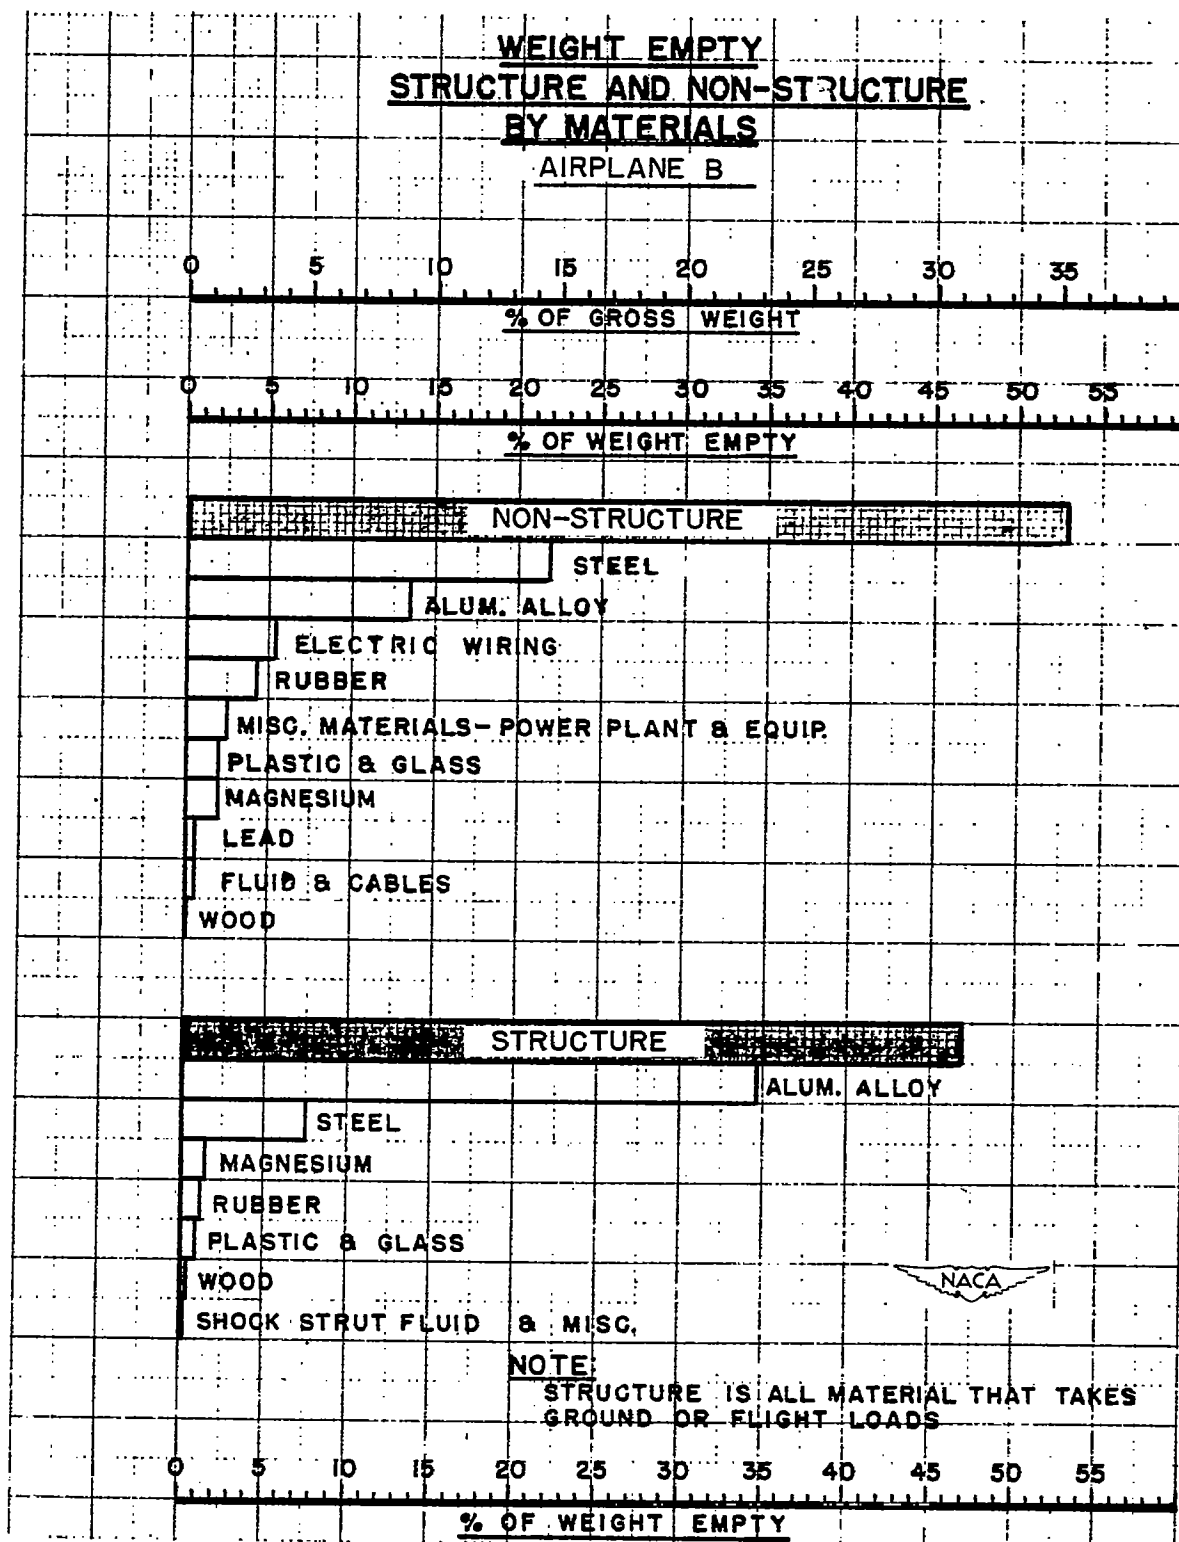 WEIGHT EMPTY
STRUCTURE AND NON-STRUCTURE
BY MATERIALS
AIRPLANE B
0 5 10 15 20 25 30 35
% OF GROSS WEIGHT
0 5 10 15 20 25 30 35 40 45 50 55
% OF WEIGHT EMPTY
NON-STRUCTURE
STEEL
ALUM. ALLOY
ELECTRIC WIRING
RUBBER
MISC. MATERIALS-POWER PLANT & EQUIP.
PLASTIC & GLASS
MAGNESIUM
LEAD
FLUID & CABLES
WOOD
STRUCTURE
ALUM. ALLOY
STEEL
MAGNESIUM
RUBBER
PLASTIC & GLASS
WOOD
NACA
SHOCK STRUT FLUID & MISC.
NOTE:
STRUCTURE IS ALL MATERIAL THAT TAKES
GROUND OR FLIGHT LOADS
0 5 10 15 20 25 30 35 40 45 50 55
% OF WEIGHT EMPTY